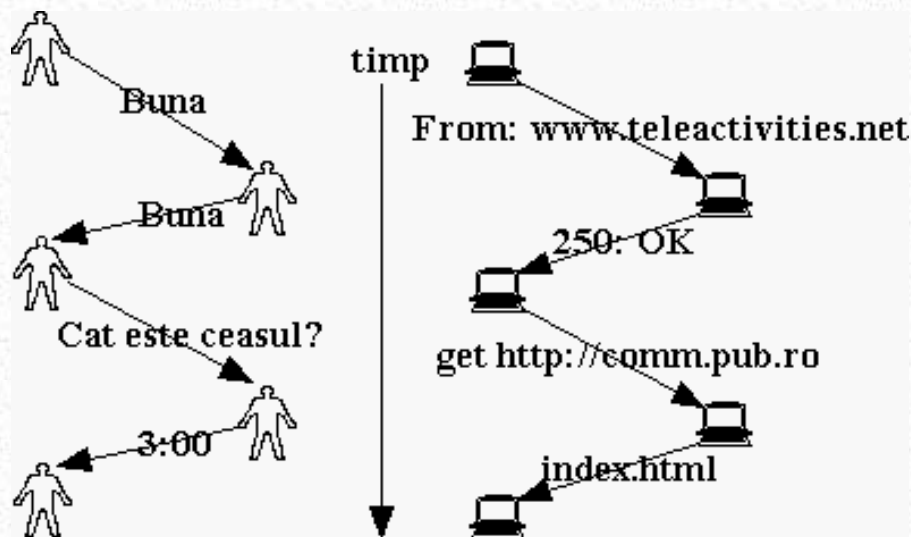 timp
Buna
From: www.teleactivities.net
Buna
250: OK
Cat este ceasul?
get http://comm.pub.ro
3:00
index.html